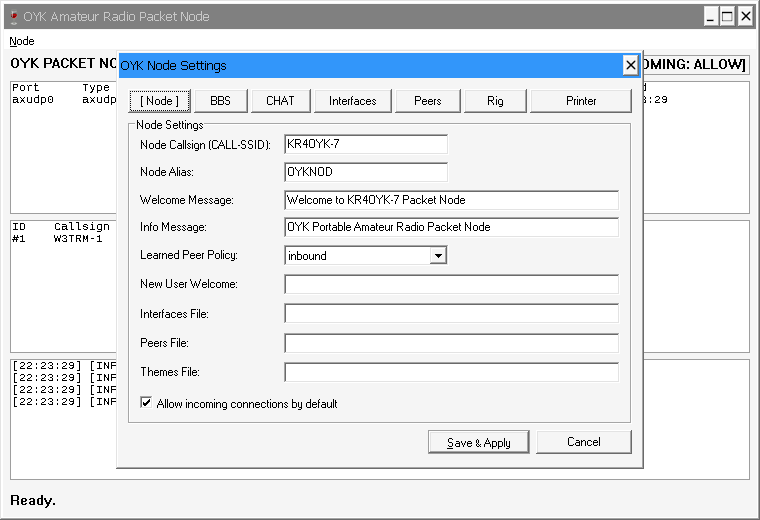 OYK Amateur Radio Packet Node
Node
OYK PACKET NO
OMING: ALLOW]
OYK Node Settings
Port Type
axudp0 axudp
:29
[ Node ] BBS CHAT Interfaces Peers Rig Printer
Node Settings
Node Callsign (CALL-SSID): KR4OYK-7
Node Alias: OYKNOD
Welcome Message: Welcome to KR4OYK-7 Packet Node
Info Message: OYK Portable Amateur Radio Packet Node
Learned Peer Policy: inbound
New User Welcome:
Interfaces File:
Peers File:
Themes File:
Allow incoming connections by default
Save & Apply Cancel
ID Callsign
#1 W3TRM-1
[22:23:29] [INF
[22:23:29] [INF
[22:23:29] [INF
[22:23:29] [INF
Ready.